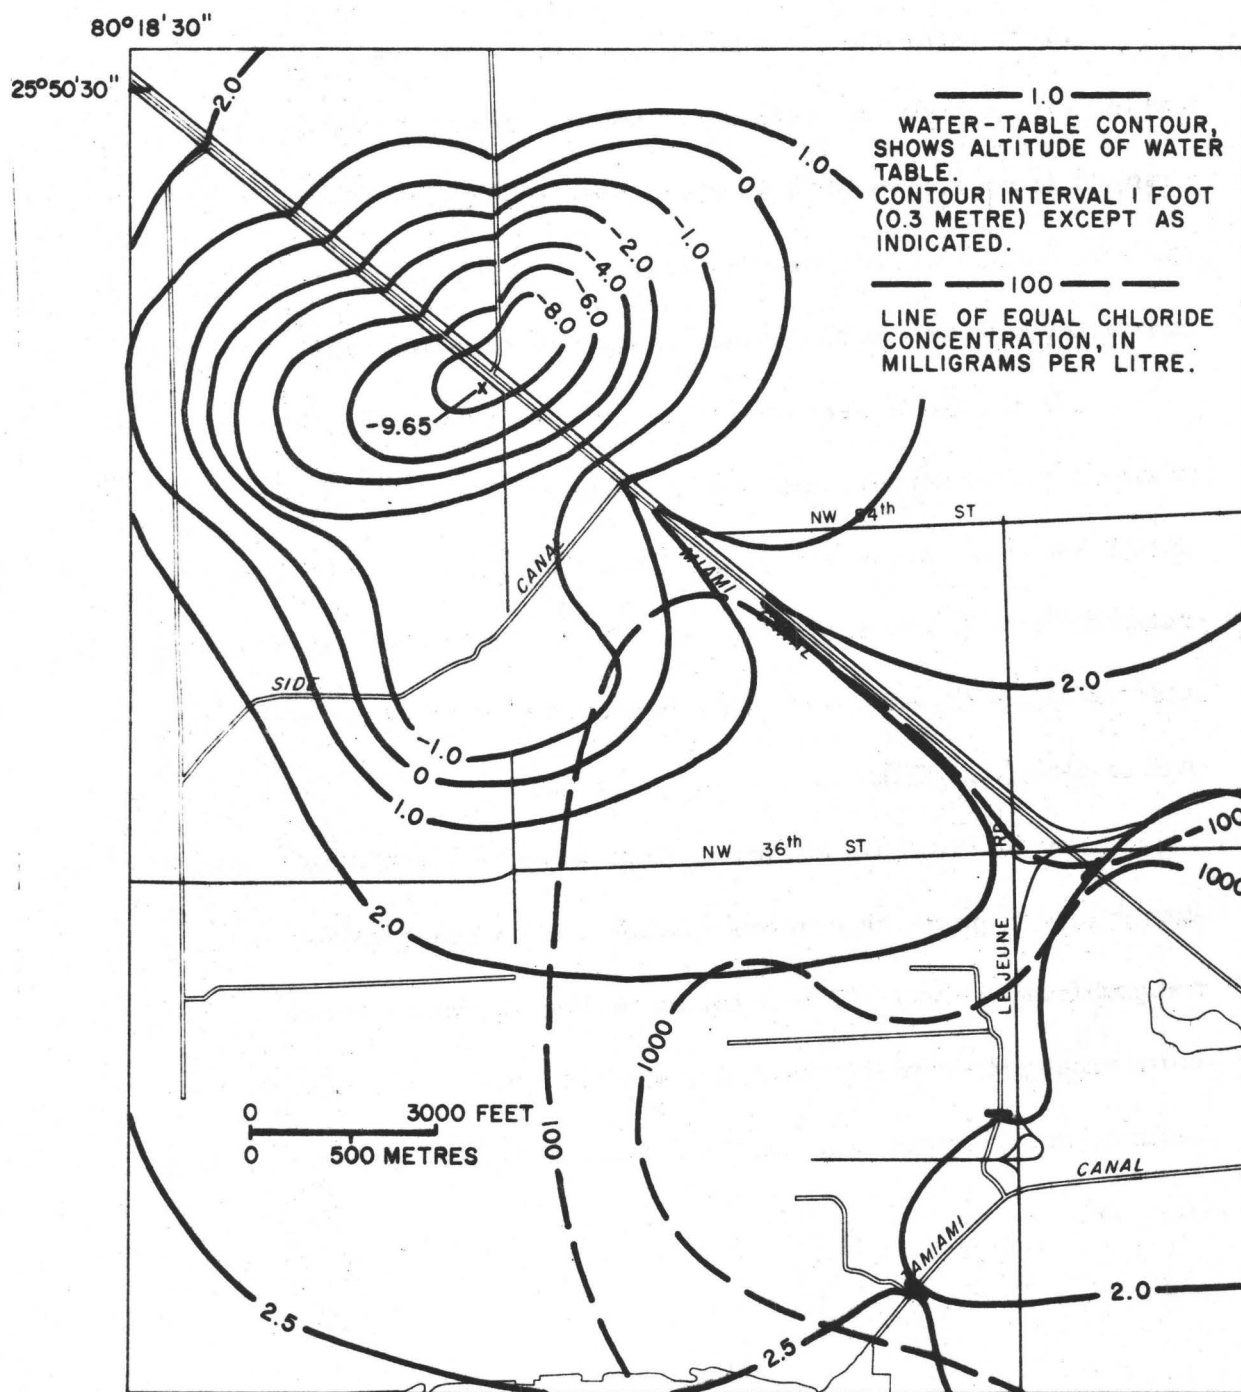 80°18'30"
25°50'30"
2.0
1.0
WATER-TABLE CONTOUR,
SHOWS ALTITUDE OF WATER
TABLE.
CONTOUR INTERVAL 1 FOOT
(0.3 METRE) EXCEPT AS
INDICATED.
100
LINE OF EQUAL CHLORIDE
CONCENTRATION, IN
MILLIGRAMS PER LITRE.
1.0
0
-1.0
-2.0
-4.0
-6.0
-8.0
x
-9.65
NW 54th ST
CANAL
MIAMI
CANAL
SIDE
2.0
-1.0
0
1.0
NW 36th ST
RD
LE JEUNE
100
1000
2.0
1000
100
0 3000 FEET
0 500 METRES
CANAL
TAMIAMI
2.0
2.5
2.5